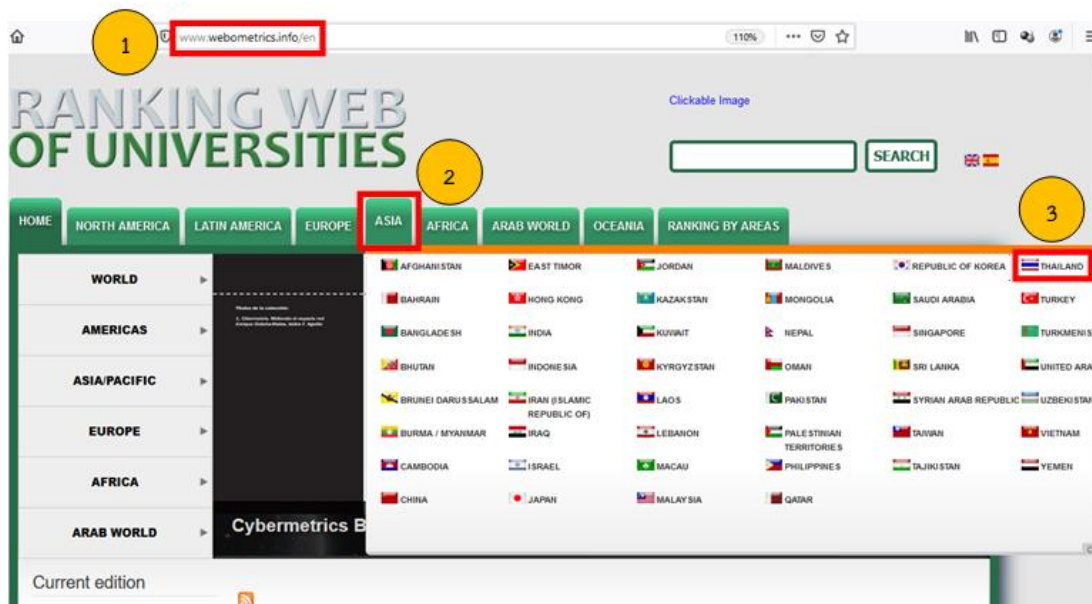 1
www.webometrics.info/en
110%
RANKING WEB
OF UNIVERSITIES
Clickable Image
SEARCH
2
3
HOME NORTH AMERICA LATIN AMERICA EUROPE ASIA AFRICA ARAB WORLD OCEANIA RANKING BY AREAS
WORLD
AMERICAS
ASIA/PACIFIC
EUROPE
AFRICA
ARAB WORLD
AFGHANISTAN EAST TIMOR JORDAN MALDIVES REPUBLIC OF KOREA THAILAND
BAHRAIN HONG KONG KAZAKSTAN MONGOLIA SAUDI ARABIA TURKEY
BANGLADESH INDIA KUWAIT NEPAL SINGAPORE TURKMENIS
BHUTAN INDONESIA KYRGYZSTAN OMAN SRI LANKA UNITED ARA
BRUNEI DARUSSALAM IRAN (ISLAMIC LAOS PAKISTAN SYRIAN ARAB REPUBLIC UZBEKISTAN
REPUBLIC OF)
BURMA / MYANMAR IRAQ LEBANON PALESTINIAN TAIWAN VIETNAM
TERRITORIES
CAMBODIA ISRAEL MACAU PHILIPPINES TAJIKISTAN YEMEN
CHINA JAPAN MALAYSIA QATAR
Cybermetrics B
Current edition